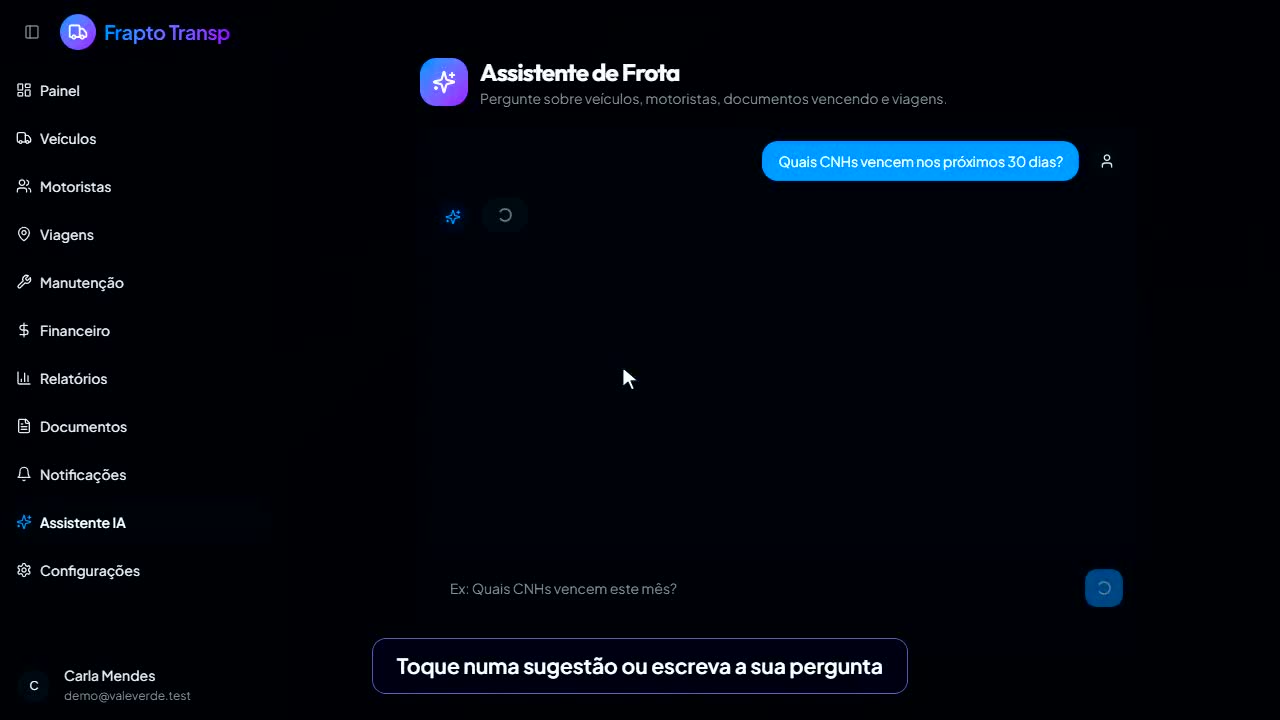 Frapto Transp
Painel
Veículos
Motoristas
Viagens
Manutenção
Financeiro
Relatórios
Documentos
Notificações
Assistente IA
Configurações
C
Carla Mendes
demo@valeverde.test
Assistente de Frota
Pergunte sobre veículos, motoristas, documentos vencendo e viagens.
Quais CNHs vencem nos próximos 30 dias?
Ex: Quais CNHs vencem este mês?
Toque numa sugestão ou escreva a sua pergunta